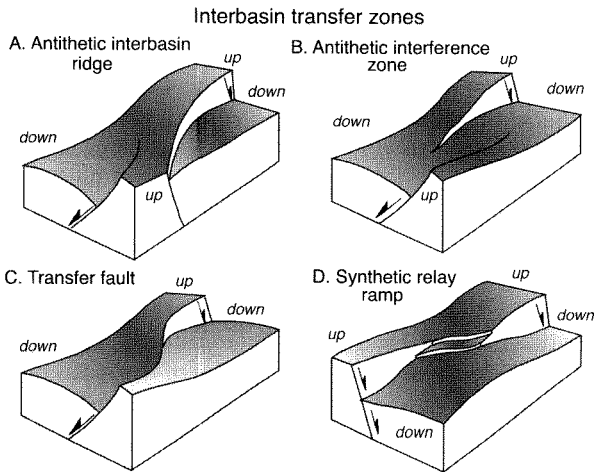 Interbasin transfer zones
A. Antithetic interbasin
ridge
up
down
down
up
B. Antithetic interference
zone
up
down
down
up
C. Transfer fault
up
down
down
D. Synthetic relay
ramp
up
down
up
down